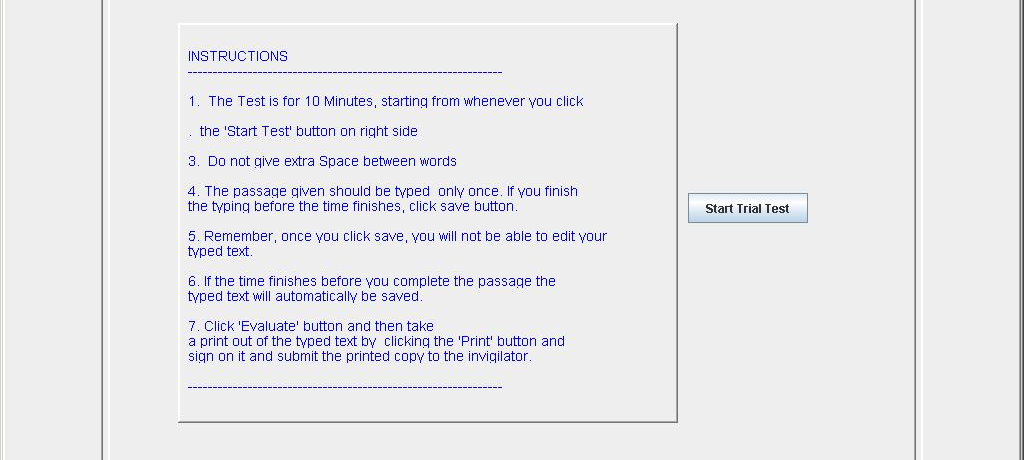 INSTRUCTIONS
---------------------------------------------------------------
1.  The Test is for 10 Minutes, starting from whenever you click
.  the 'Start Test' button on right side
3.  Do not give extra Space between words
4. The passage given should be typed  only once. If you finish
the typing before the time finishes, click save button.
5. Remember, once you click save, you will not be able to edit your
typed text.
6. If the time finishes before you complete the passage the
typed text will automatically be saved.
7. Click 'Evaluate' button and then take
a print out of the typed text by  clicking the 'Print' button and
sign on it and submit the printed copy to the invigilator.
---------------------------------------------------------------
Start Trial Test